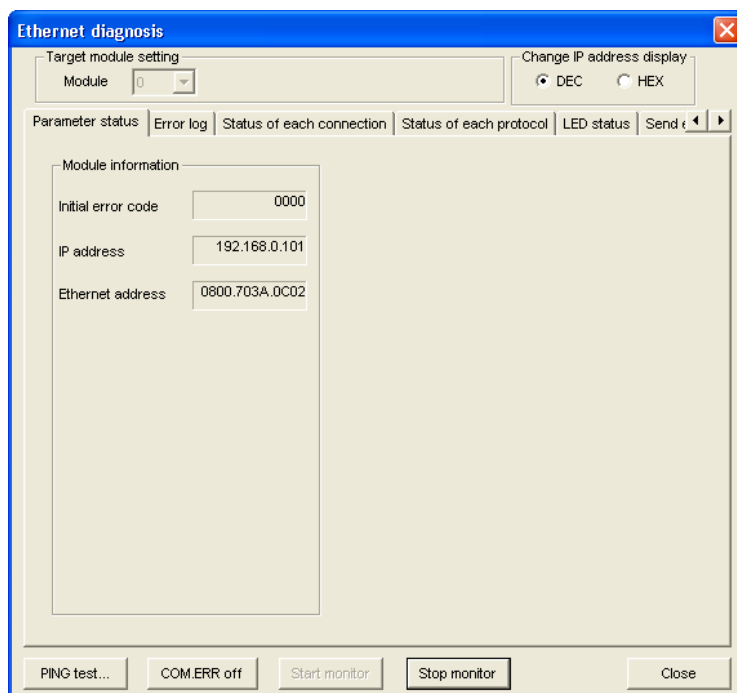 Ethernet diagnosis
Target module setting
Module 0
Change IP address display
DEC HEX
Parameter status Error log Status of each connection Status of each protocol LED status Send e
Module information
Initial error code 0000
IP address 192.168.0.101
Ethernet address 0800.703A.0C02
PING test... COM.ERR off Start monitor Stop monitor Close